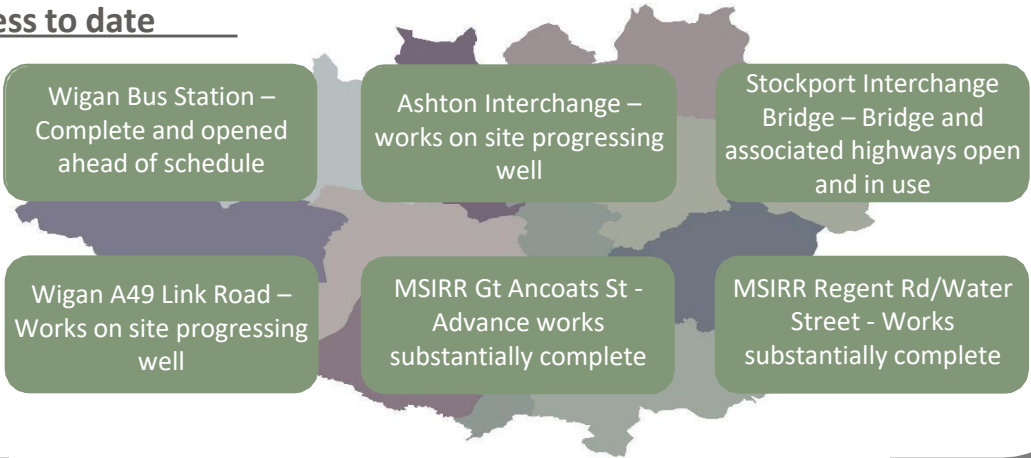 ess to date
Wigan Bus Station –
Complete and opened
ahead of schedule
Ashton Interchange –
works on site progressing
well
Stockport Interchange
Bridge – Bridge and
associated highways open
and in use
Wigan A49 Link Road –
Works on site progressing
well
MSIRR Gt Ancoats St -
Advance works
substantially complete
MSIRR Regent Rd/Water
Street - Works
substantially complete